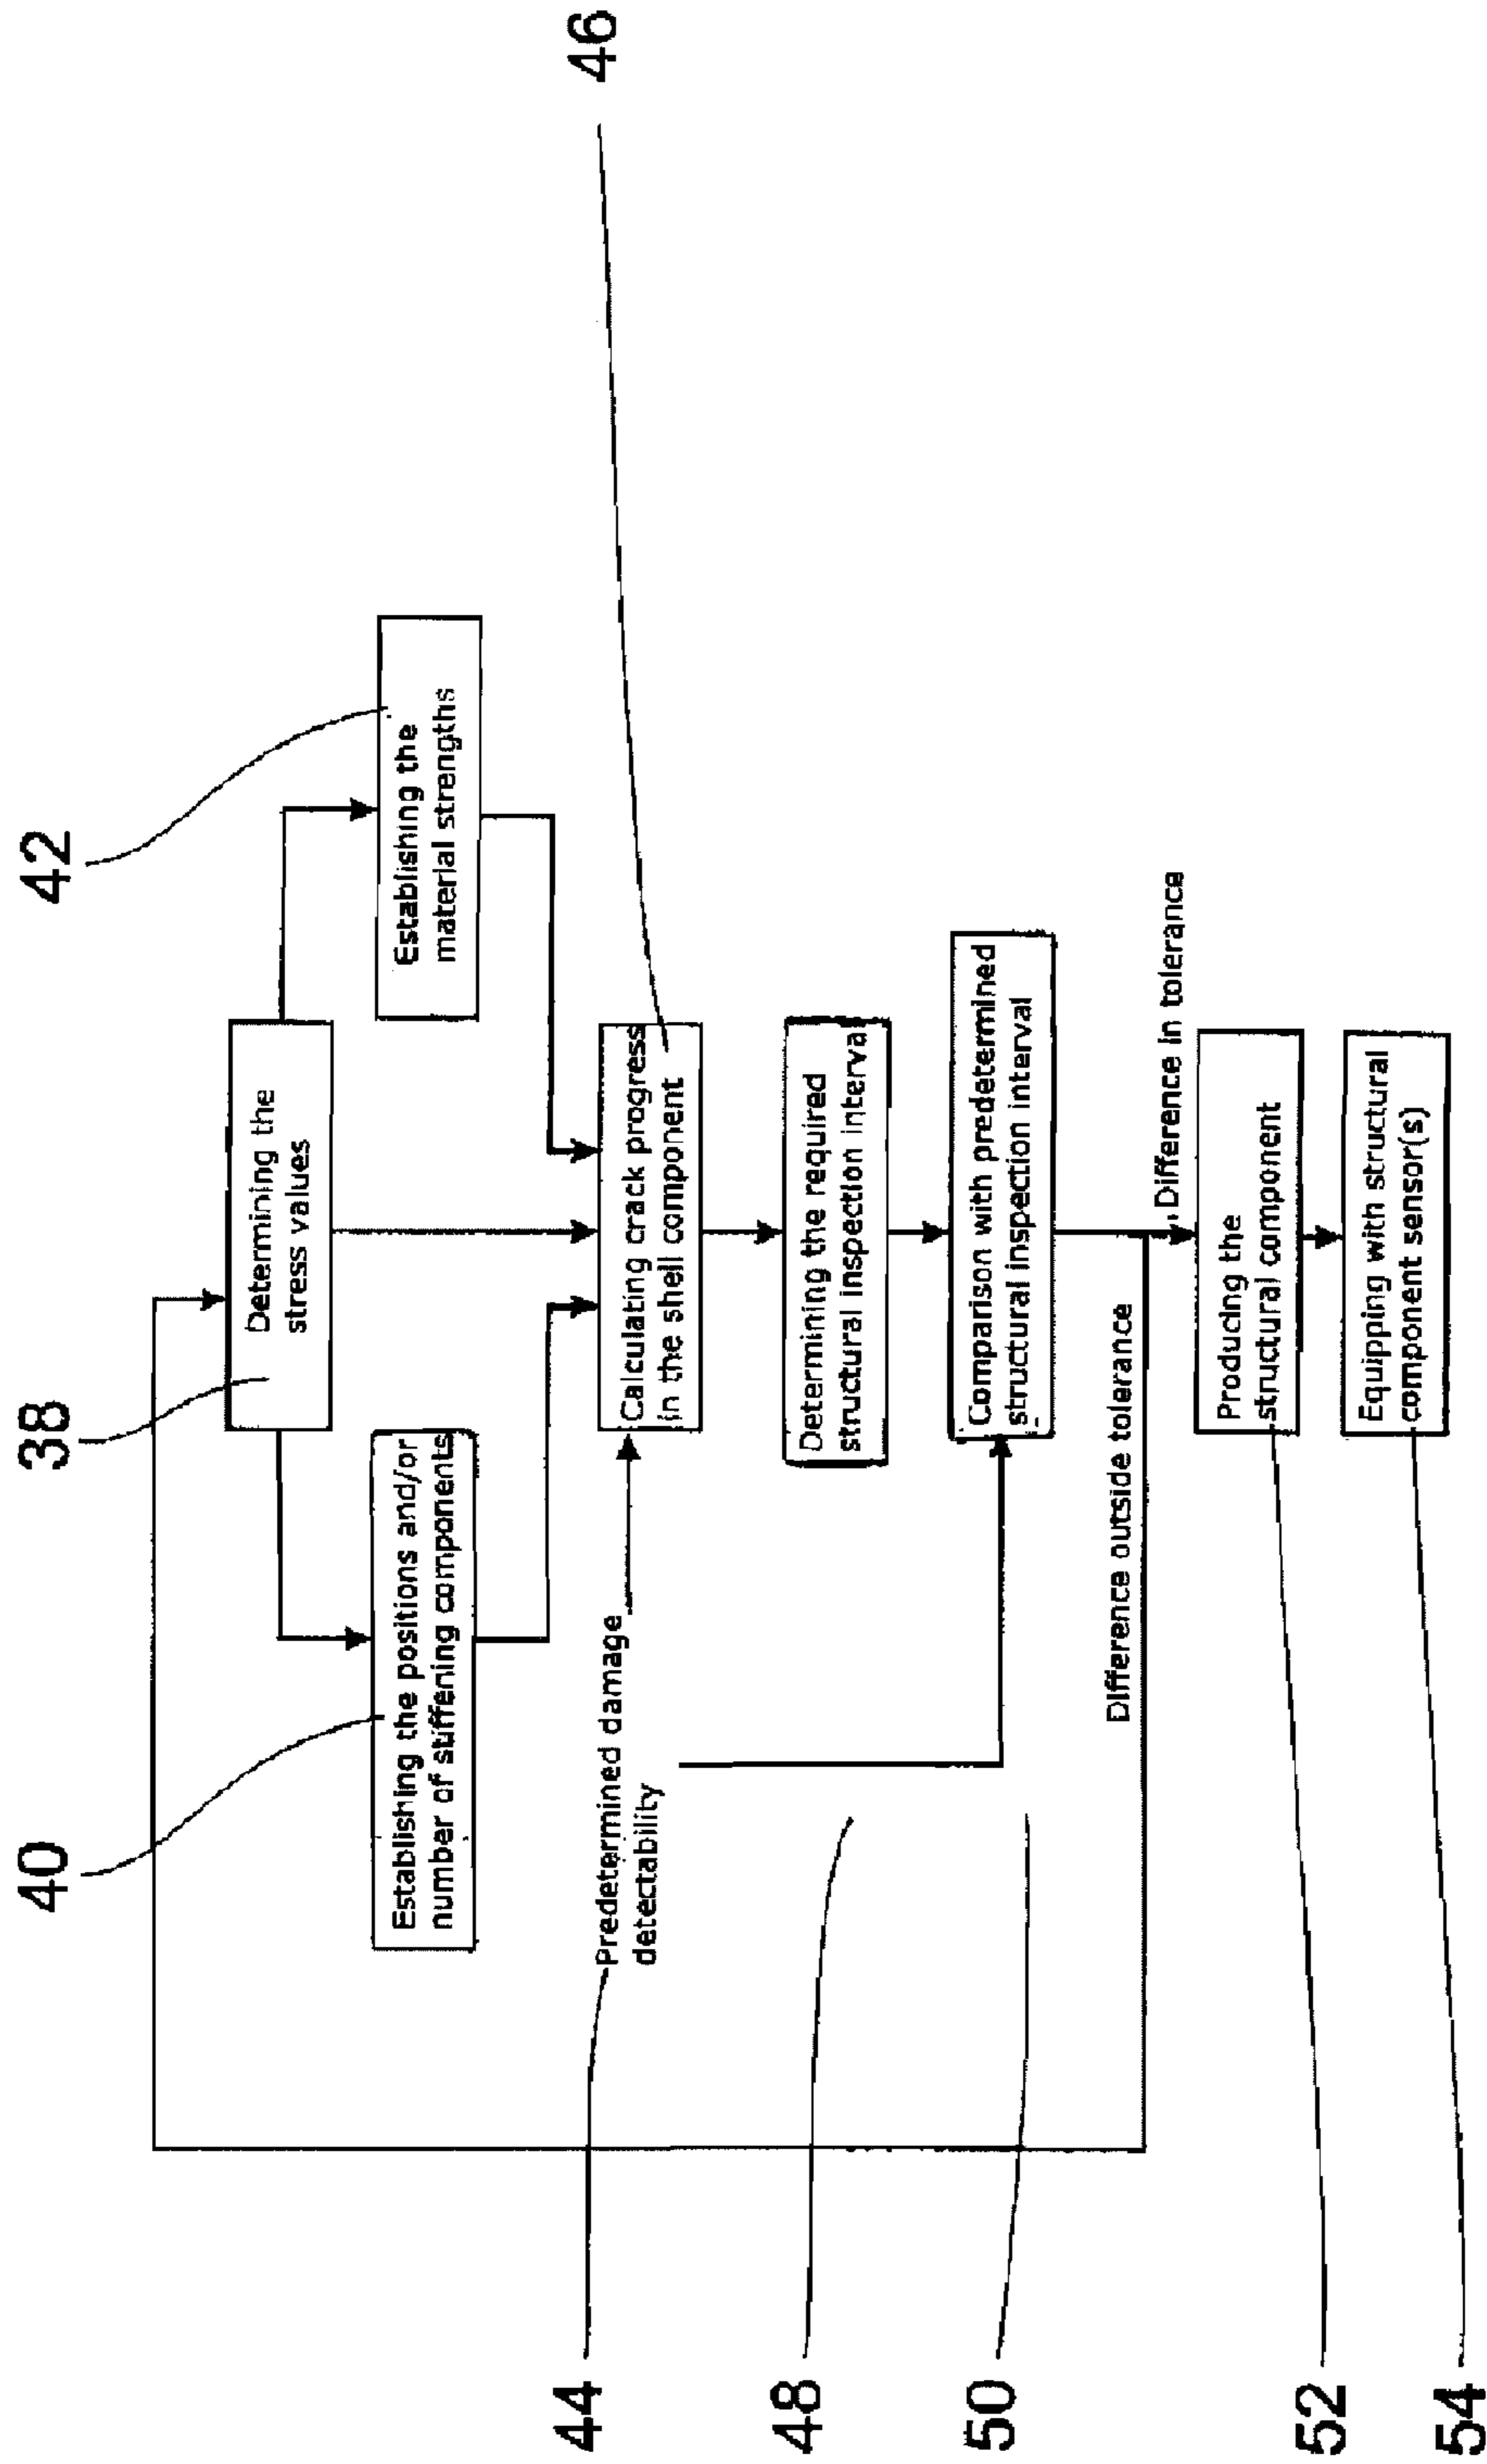 38
40
42
Determining the
stress values
Establishing the positions and/or
number of stiffening components
Establishing the
material strengths
44
Predetermined damage
detectability
46
Calculating crack progress
in the shell component
48
Determining the required
structural inspection interva
50
Comparison with predetermined
structural inspection interval
Difference outside tolerance
Difference in tolerance
52
Producing the
structural component
54
Equipping with structural
component sensor(s)